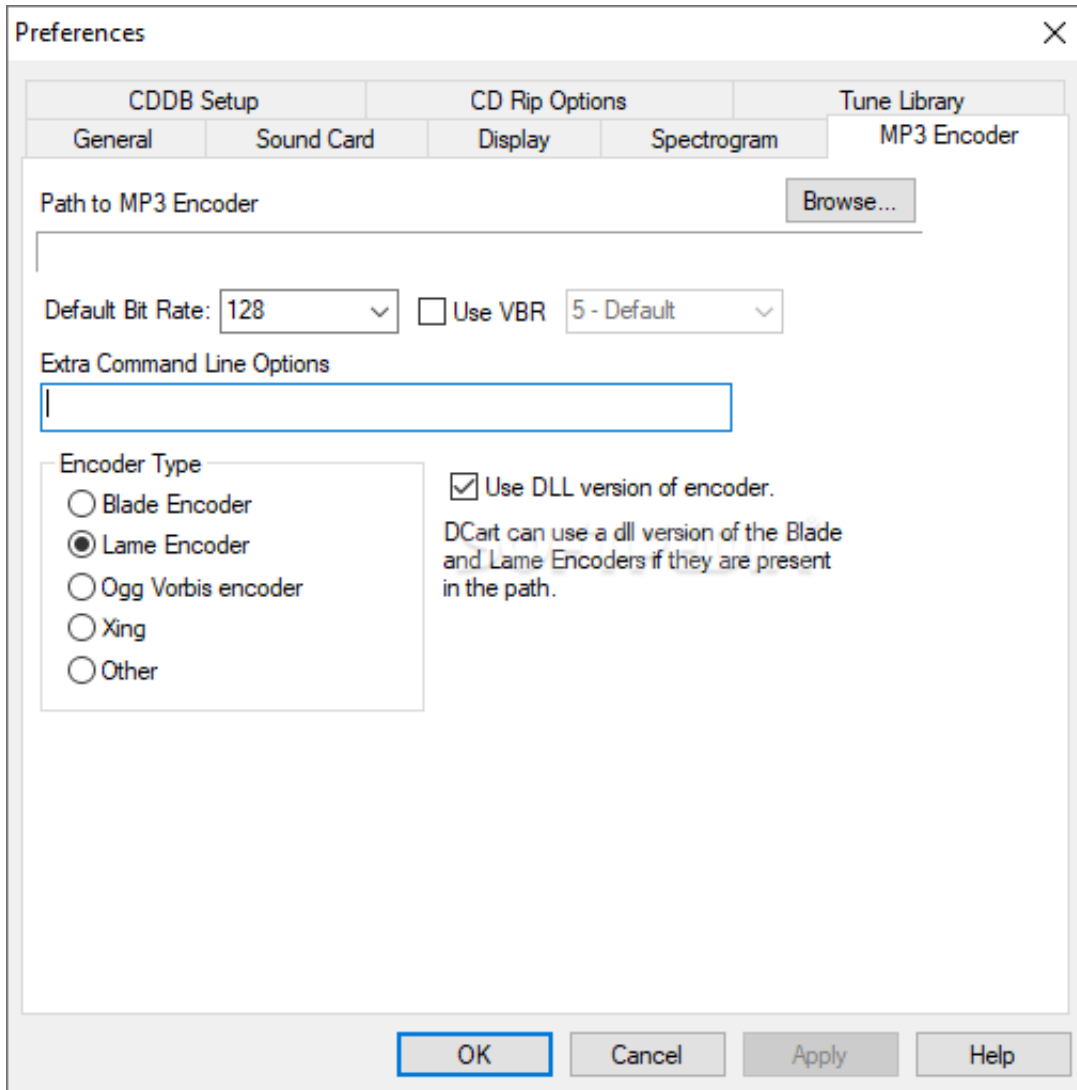 Preferences
CDDB Setup CD Rip Options Tune Library
General Sound Card Display Spectrogram MP3 Encoder
Path to MP3 Encoder Browse...
Default Bit Rate: 128 Use VBR 5 - Default
Extra Command Line Options
Encoder Type
Blade Encoder
Lame Encoder
Ogg Vorbis encoder
Xing
Other
Use DLL version of encoder.
DCart can use a dll version of the Blade
and Lame Encoders if they are present
in the path.
OK Cancel Apply Help